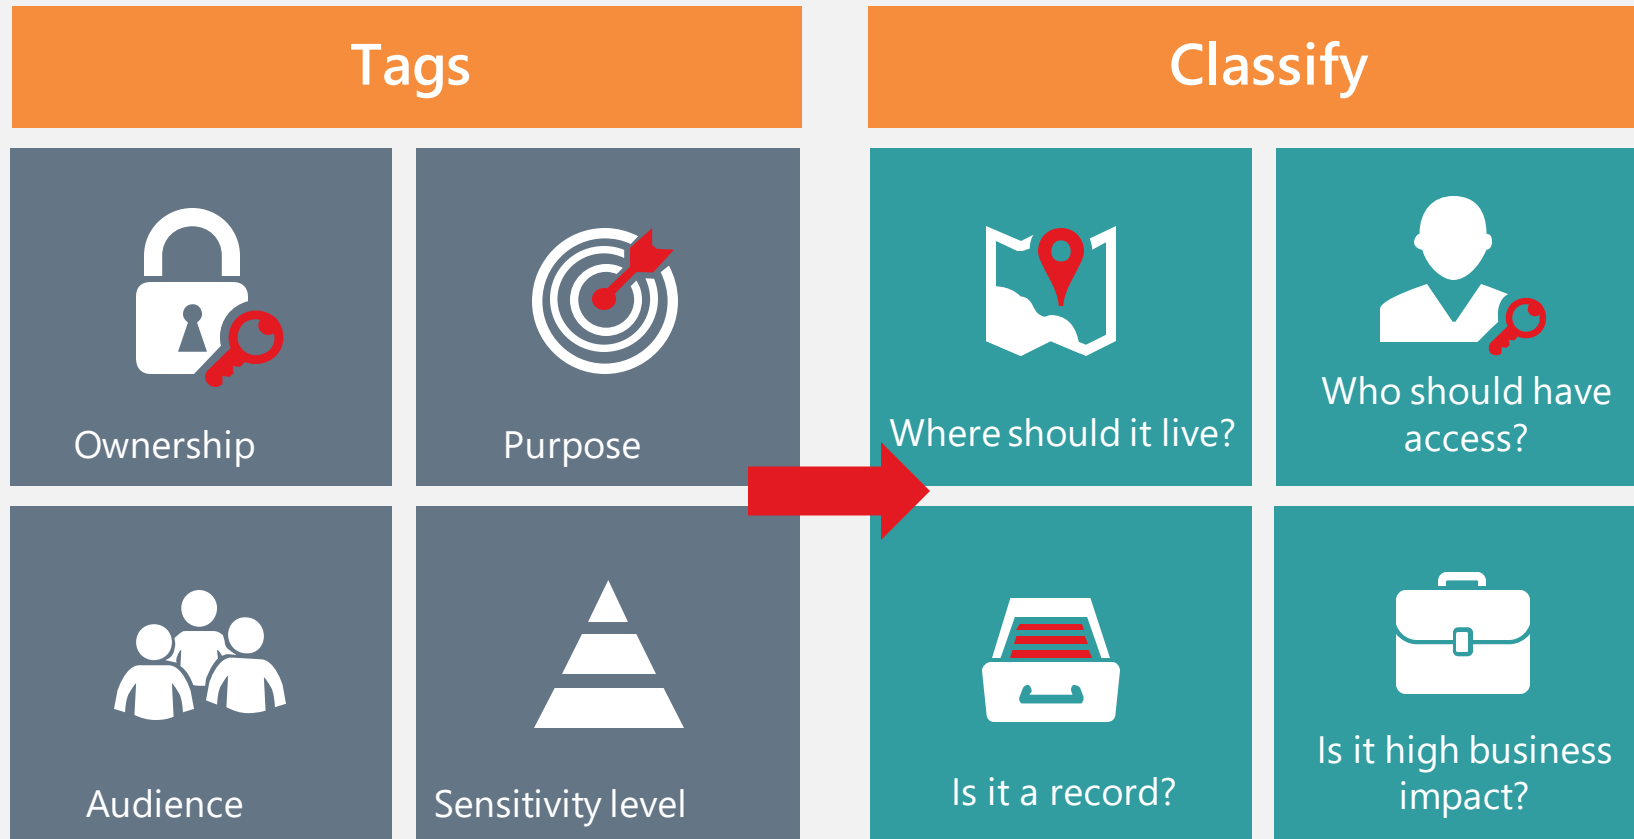 Tags
Classify
Ownership
Purpose
Where should it live?
Who should have
access?
Audience
Sensitivity level
Is it a record?
Is it high business
impact?